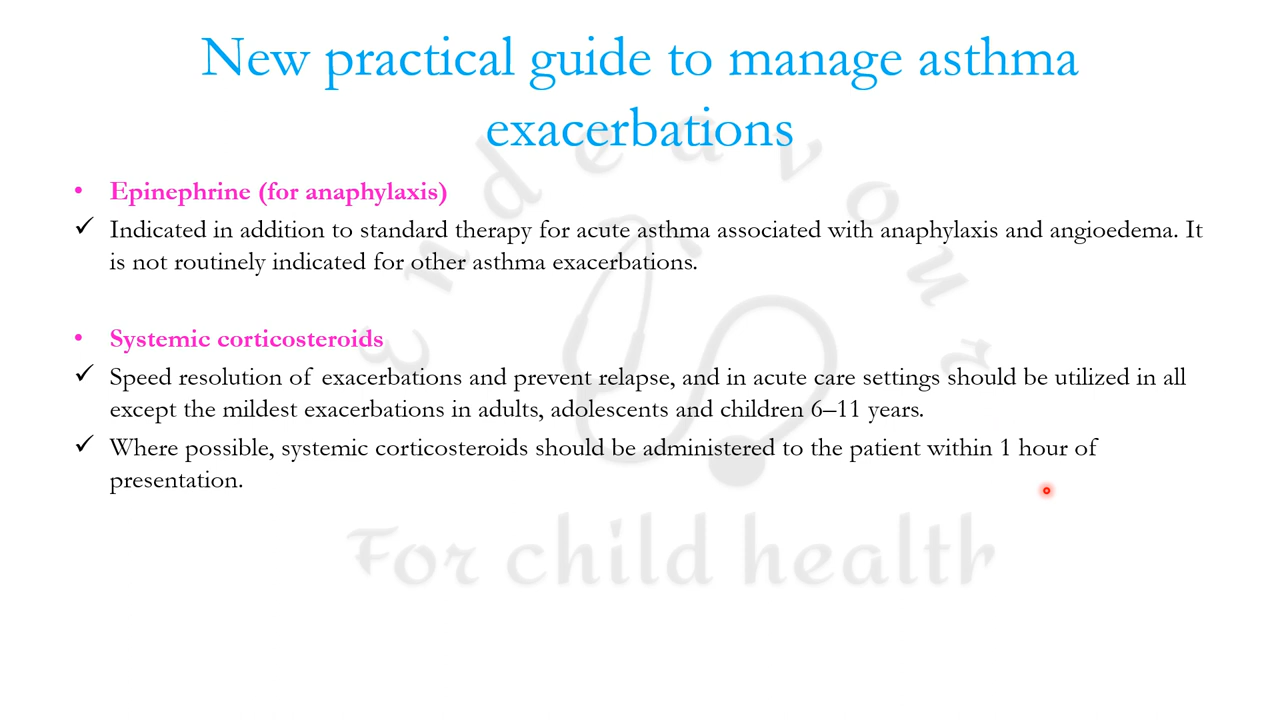 New practical guide to manage asthma
exacerbations
• Epinephrine (for anaphylaxis)
✓ Indicated in addition to standard therapy for acute asthma associated with anaphylaxis and angioedema. It
is not routinely indicated for other asthma exacerbations.
• Systemic corticosteroids
✓ Speed resolution of exacerbations and prevent relapse, and in acute care settings should be utilized in all
except the mildest exacerbations in adults, adolescents and children 6–11 years.
✓ Where possible, systemic corticosteroids should be administered to the patient within 1 hour of
presentation.
Endeavour
For child health